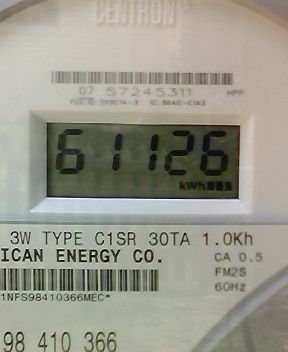 CENTRON
07 57245311 HPF
61126
kWh
3W TYPE C1SR 30TA 1.0Kh
ICAN ENERGY CO. CA 0.5
FM2S
60Hz
1NFS98410366MEC*
98 410 366